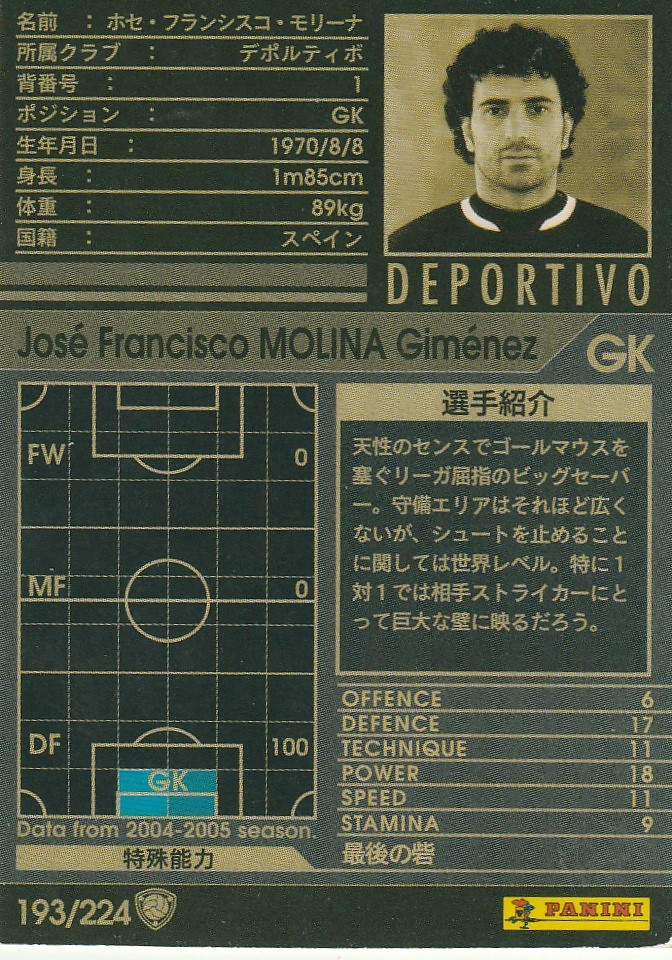 名前 ： ホセ・フランシスコ・モリーナ
所属クラブ ： デポルティボ
背番号 ： 1
ポジション ： GK
生年月日 ： 1970/8/8
身長 ： 1m85cm
体重 ： 89kg
国籍 ： スペイン
DEPORTIVO
José Francisco MOLINA Giménez GK
FW 0
MF 0
DF 100
GK
Data from 2004-2005 season.
選手紹介
天性のセンスでゴールマウスを
塞ぐリーガ屈指のビッグセーバ
ー。守備エリアはそれほど広く
ないが、シュートを止めること
に関しては世界レベル。特に1
対1では相手ストライカーにと
って巨大な壁に映るだろう。
OFFENCE 6
DEFENCE 17
TECHNIQUE 11
POWER 18
SPEED 11
STAMINA 9
特殊能力 最後の砦
193/224
PANINI